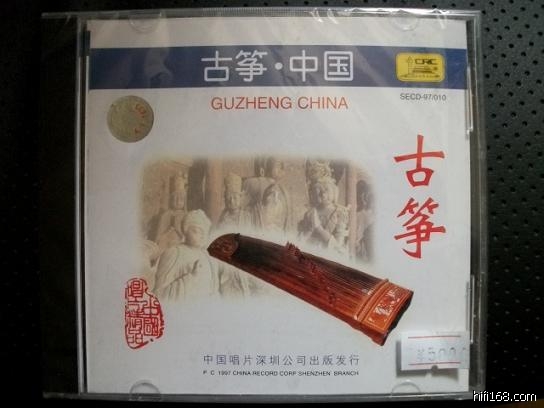 古筝·中国
CRC
GUZHENG CHINA
SECD-97/010
古筝
中国唱片深圳公司出版发行
P C 1997 CHINA RECORD CORP SHENZHEN BRANCH
hifi168.com